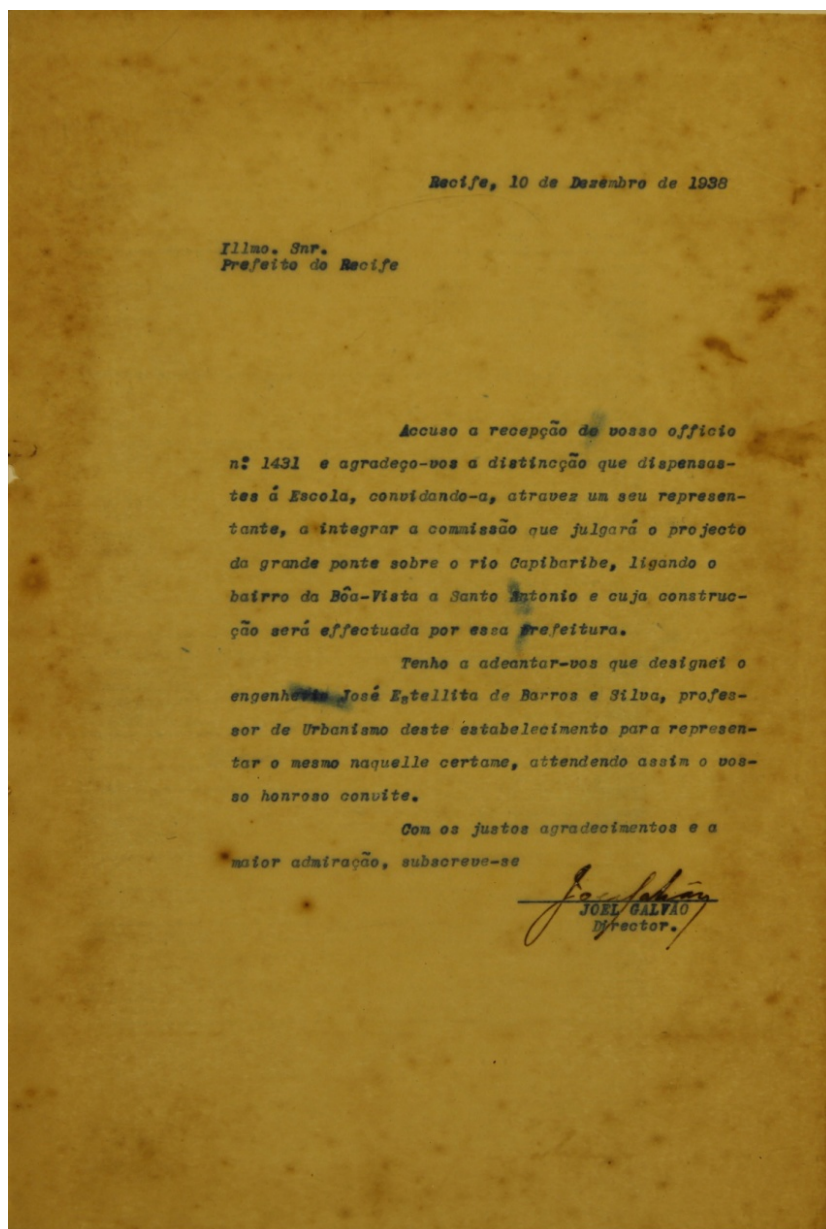 Recife, 10 de Dezembro de 1938
Illmo. Snr.
Prefeito do Recife
Accuso a recepção do vosso officio
nº 1431 e agradeço-vos a distincção que dispensas-
tes á Escola, convidando-a, atravez um seu represen-
tante, a integrar a commissão que julgará o projecto
da grande ponte sobre o rio Capibaribe, ligando o
bairro da Bôa-Vista a Santo Antonio e cuja construc-
ção será effectuada por essa prefeitura.
Tenho a adeantar-vos que designei o
engenheiro José Estellita de Barros e Silva, profes-
sor de Urbanismo deste estabelecimento para represen-
tar o mesmo naquelle certame, attendendo assim o vos-
so honroso convite.
Com os justos agradecimentos e a
maior admiração, subscreve-se
Joel Galvão
JOEL GALVÃO
Director.